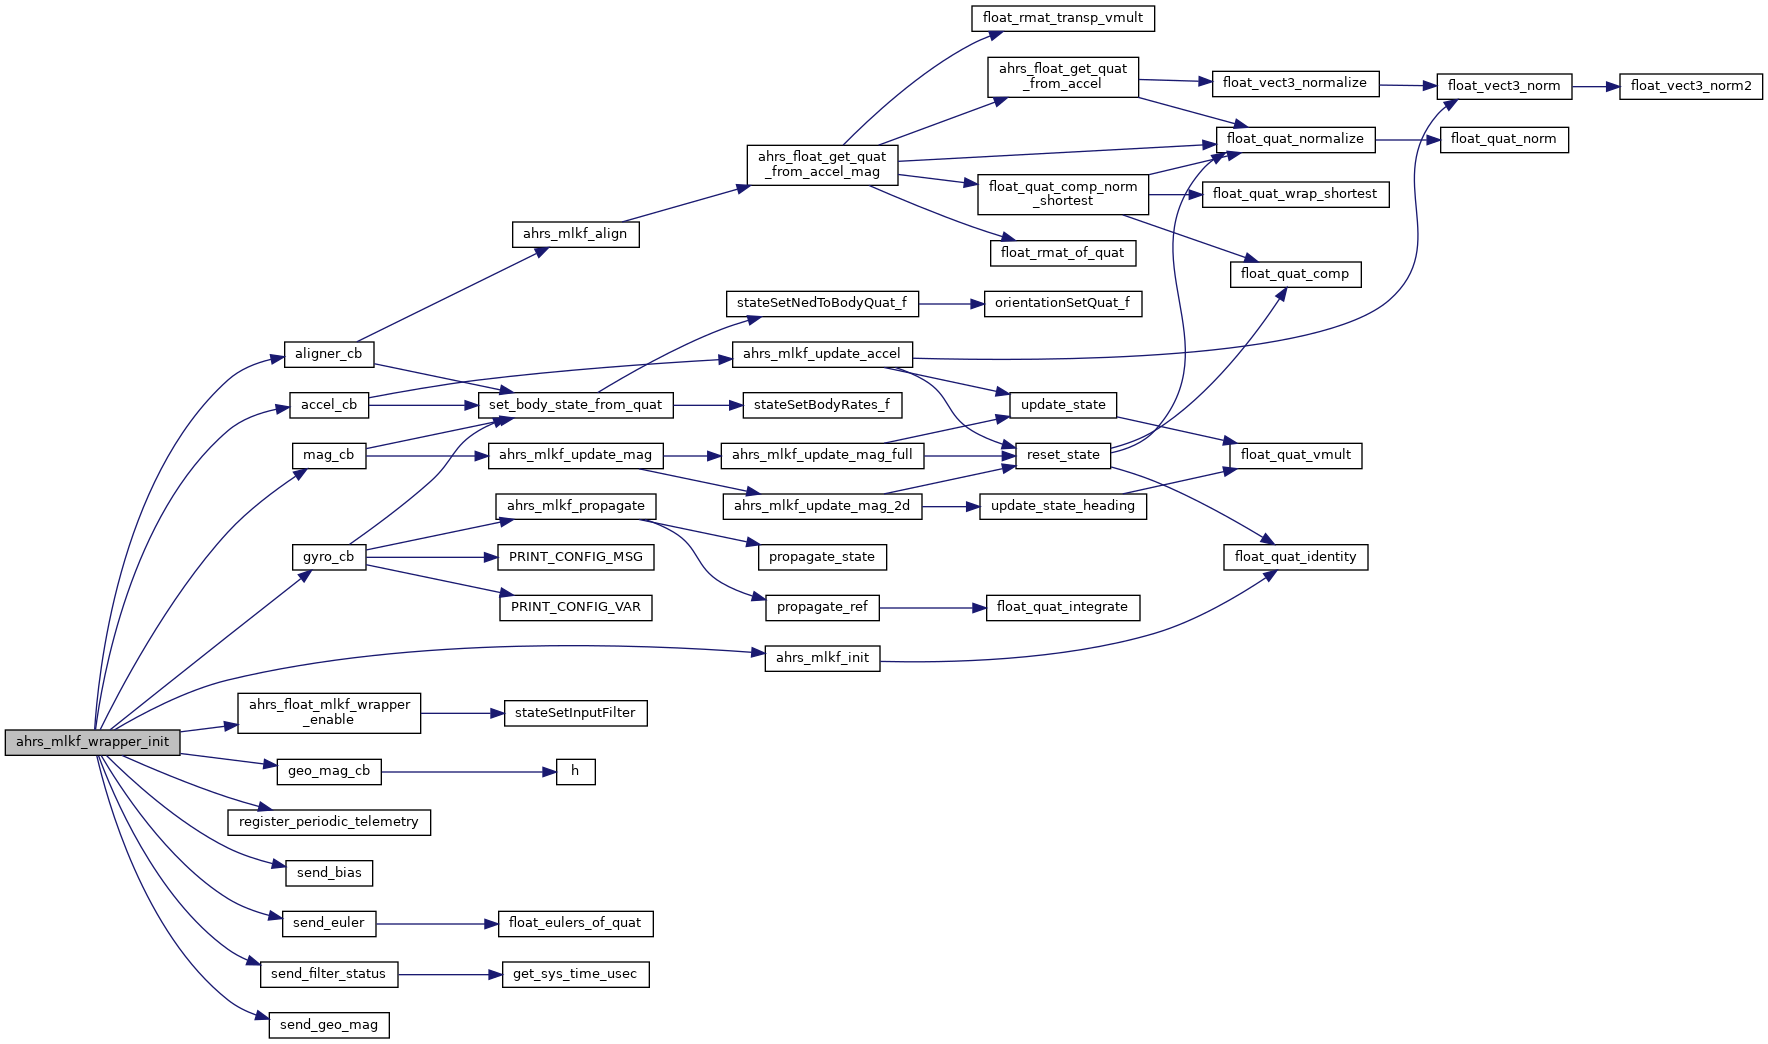 float_rmat_transp_vmult
ahrs_float_get_quat
_from_accel
float_vect3_normalize
float_vect3_norm
float_vect3_norm2
float_quat_normalize
float_quat_norm
ahrs_float_get_quat
_from_accel_mag
float_quat_comp_norm
_shortest
float_quat_wrap_shortest
ahrs_mlkf_align
float_rmat_of_quat
float_quat_comp
stateSetNedToBodyQuat_f
orientationSetQuat_f
aligner_cb
ahrs_mlkf_update_accel
accel_cb
set_body_state_from_quat
stateSetBodyRates_f
update_state
mag_cb
ahrs_mlkf_update_mag
ahrs_mlkf_update_mag_full
reset_state
float_quat_vmult
ahrs_mlkf_propagate
ahrs_mlkf_update_mag_2d
update_state_heading
gyro_cb
PRINT_CONFIG_MSG
propagate_state
float_quat_identity
PRINT_CONFIG_VAR
propagate_ref
float_quat_integrate
ahrs_mlkf_init
ahrs_float_mlkf_wrapper
_enable
stateSetInputFilter
ahrs_mlkf_wrapper_init
geo_mag_cb
h
register_periodic_telemetry
send_bias
send_euler
float_eulers_of_quat
send_filter_status
get_sys_time_usec
send_geo_mag